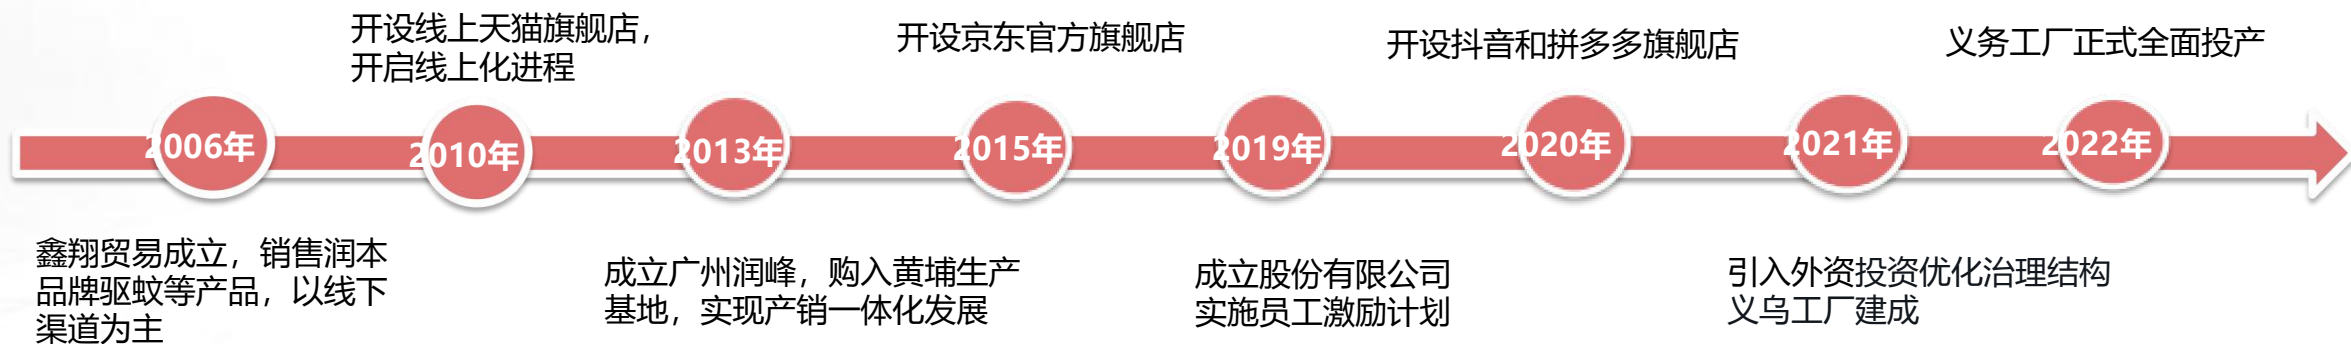 开设线上天猫旗舰店，
开启线上化进程
开设京东官方旗舰店
开设抖音和拼多多旗舰店
义务工厂正式全面投产
2006年
2010年
2013年
2015年
2019年
2020年
2021年
2022年
鑫翔贸易成立，销售润本
品牌驱蚊等产品，以线下
渠道为主
成立广州润峰，购入黄埔生产
基地，实现产销一体化发展
成立股份有限公司
实施员工激励计划
引入外资投资优化治理结构
义乌工厂建成